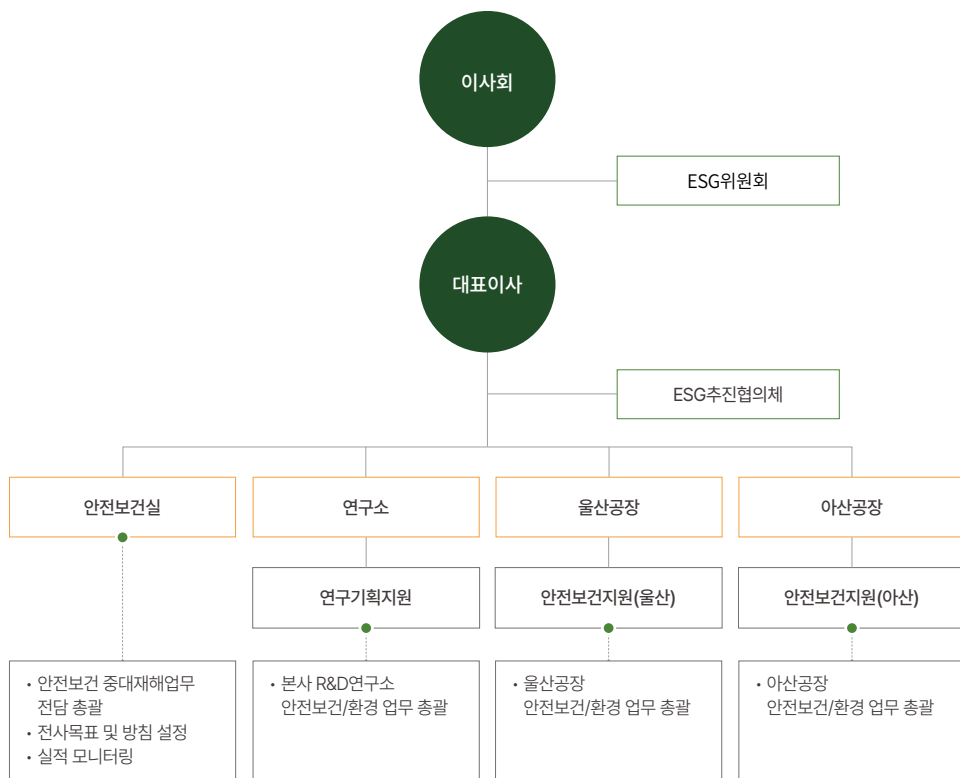 이사회
ESG위원회
대표이사
ESG추진협의체
안전보건실
연구소
울산공장
아산공장
연구기획지원
안전보건지원(울산)
안전보건지원(아산)
• 안전보건 중대재해업무
전담 총괄
• 전사목표 및 방침 설정
• 실적 모니터링
• 본사 R&D연구소
안전보건/환경 업무 총괄
• 울산공장
안전보건/환경 업무 총괄
• 아산공장
안전보건/환경 업무 총괄